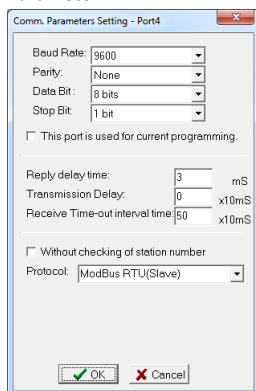 Comm. Parameters Setting - Port4
Baud Rate: 9600
Parity: None
Data Bit : 8 bits
Stop Bit: 1 bit
This port is used for current programming.
Reply delay time: 3 mS
Transmission Delay: 0 x10mS
Receive Time-out interval time: 50 x10mS
Without checking of station number
Protocol: ModBus RTU(Slave)
OK Cancel